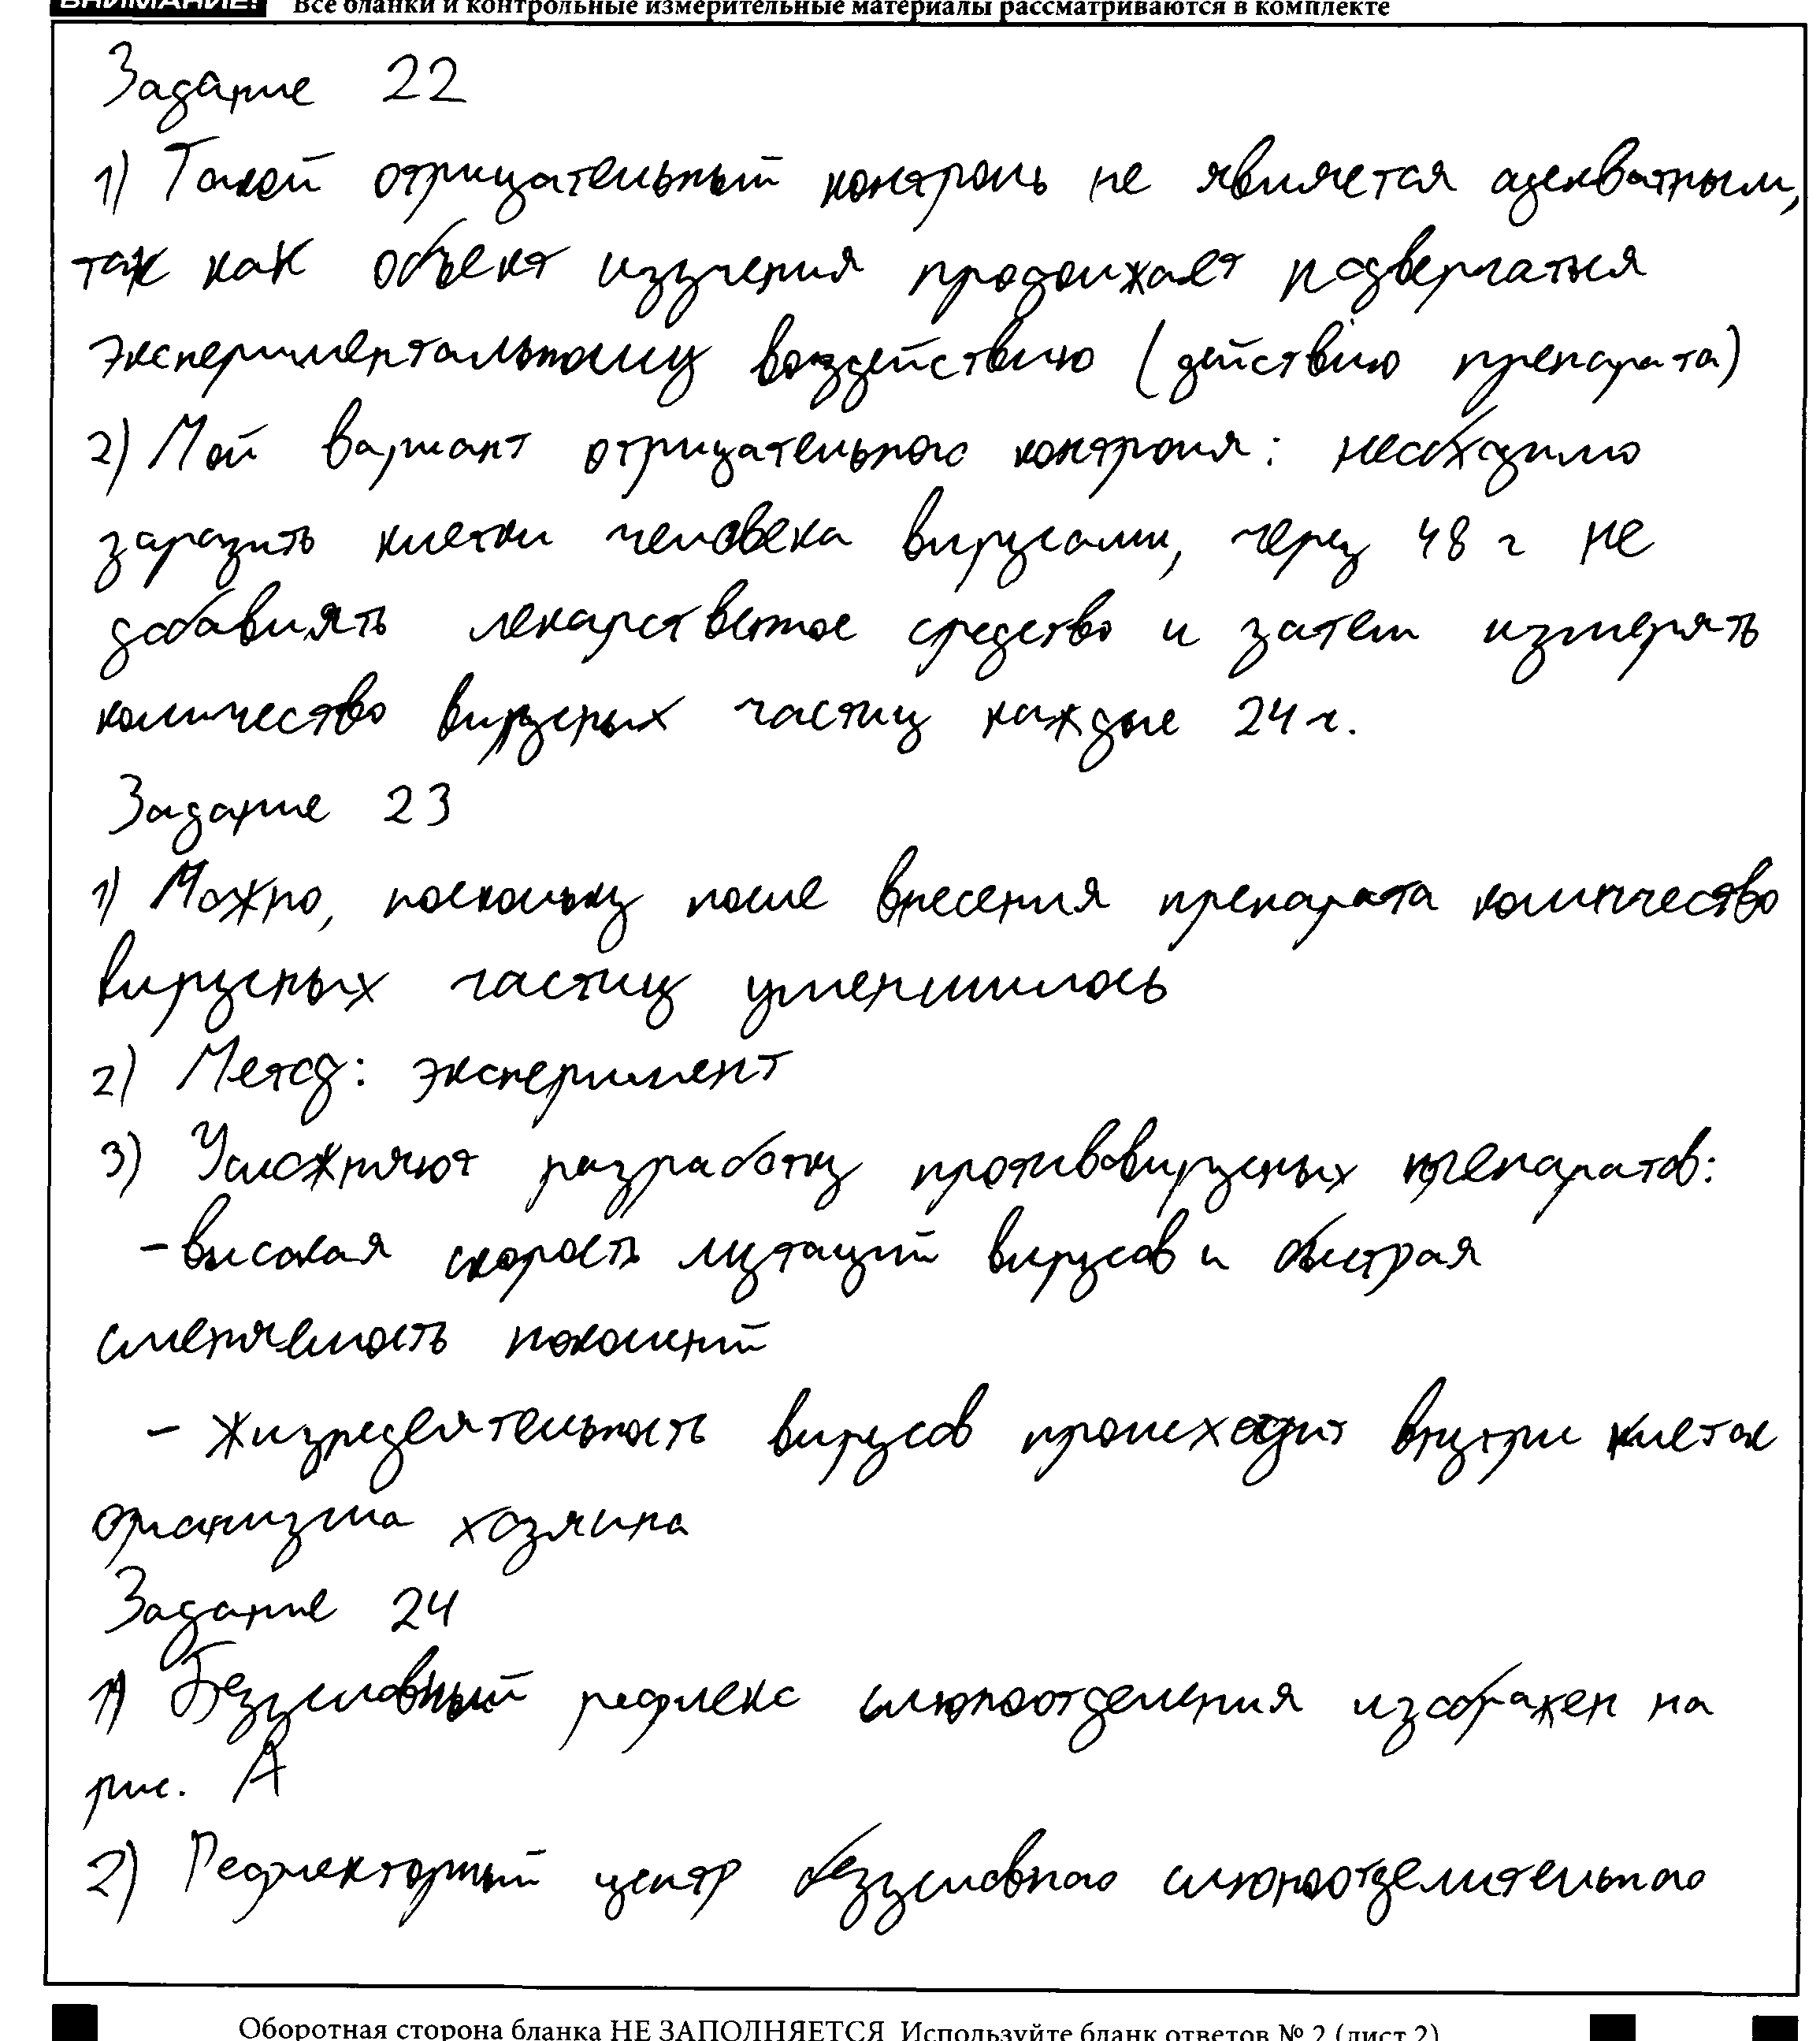 ВНИМАНИЕ! Все бланки и контрольные измерительные материалы рассматриваются в комплекте
Задание 22
1) Такой отрицательный контроль не является адекватным,
так как объект изучения продолжает подвергаться
экспериментальному воздействию (действию препарата)
2) Мой вариант отрицательного контроля: необходимо
заразить клетки человека вирусами, через 48 ч не
добавлять лекарственное средство и затем измерять
количество вирусных частиц каждые 24 ч.
Задание 23
1) Можно, поскольку после внесения препарата количество
вирусных частиц уменьшилось
2) Метод: эксперимент
3) Усложняют разработку противовирусных препаратов:
- высокая скорость мутаций вирусов и быстрая
сменяемость поколений
- жизнедеятельность вирусов происходит внутри клеток
организма хозяина
Задание 24
1) Безусловный рефлекс слюноотделения изображен на
рис. А
2) Рефлекторный центр безусловного слюноотделительного
Оборотная сторона бланка НЕ ЗАПОЛНЯЕТСЯ. Используйте бланк ответов № 2 (лист 2)